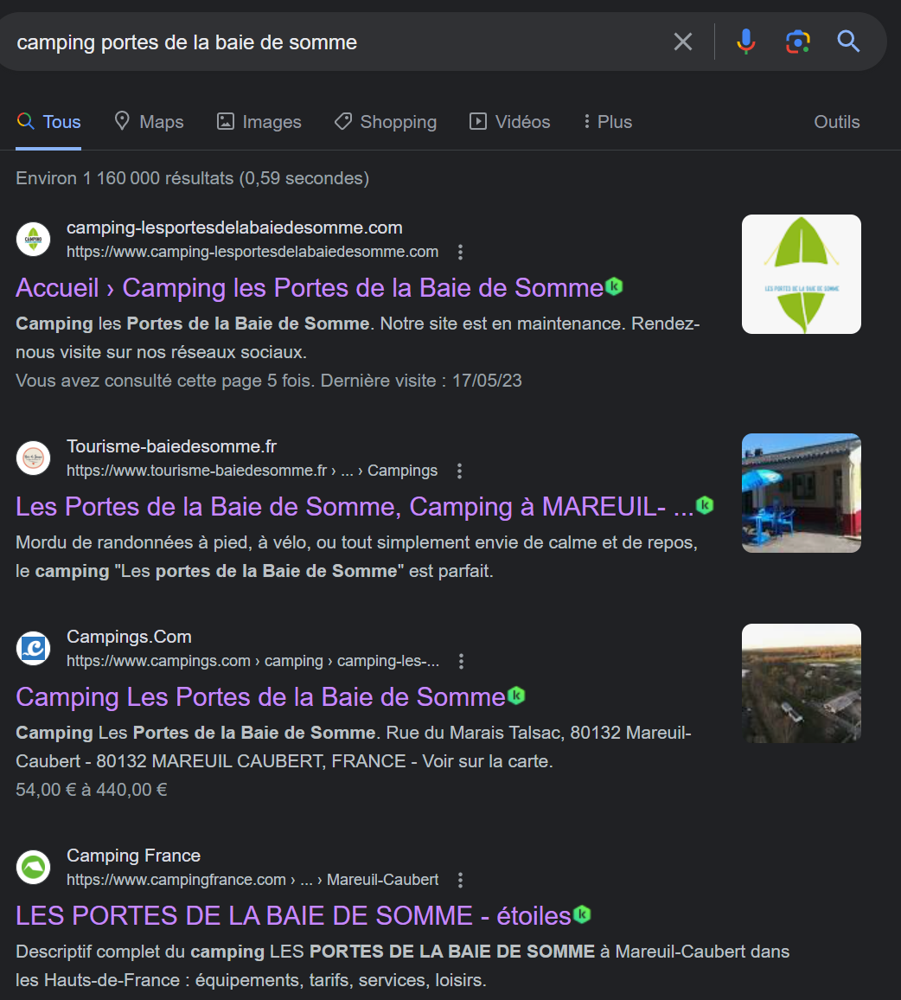 camping portes de la baie de somme
Tous Maps Images Shopping Vidéos Plus Outils
Environ 1 160 000 résultats (0,59 secondes)
camping-lesportesdelabaiedesomme.com
https://www.camping-lesportesdelabaiedesomme.com
Accueil › Camping les Portes de la Baie de Somme
Camping les Portes de la Baie de Somme. Notre site est en maintenance. Rendez-
nous visite sur nos réseaux sociaux.
Vous avez consulté cette page 5 fois. Dernière visite : 17/05/23
CAMPING
LES PORTES DE LA BAIE DE SOMME
Tourisme-baiedesomme.fr
https://www.tourisme-baiedesomme.fr › ... › Campings
Les Portes de la Baie de Somme, Camping à MAREUIL- ...
Mordu de randonnées à pied, à vélo, ou tout simplement envie de calme et de repos,
le camping "Les portes de la Baie de Somme" est parfait.
Campings.Com
https://www.campings.com › camping › camping-les-...
Camping Les Portes de la Baie de Somme
Camping Les Portes de la Baie de Somme. Rue du Marais Talsac, 80132 Mareuil-
Caubert - 80132 MAREUIL CAUBERT, FRANCE - Voir sur la carte.
54,00 € à 440,00 €
Camping France
https://www.campingfrance.com › ... › Mareuil-Caubert
LES PORTES DE LA BAIE DE SOMME - étoiles
Descriptif complet du camping LES PORTES DE LA BAIE DE SOMME à Mareuil-Caubert dans
les Hauts-de-France : équipements, tarifs, services, loisirs.